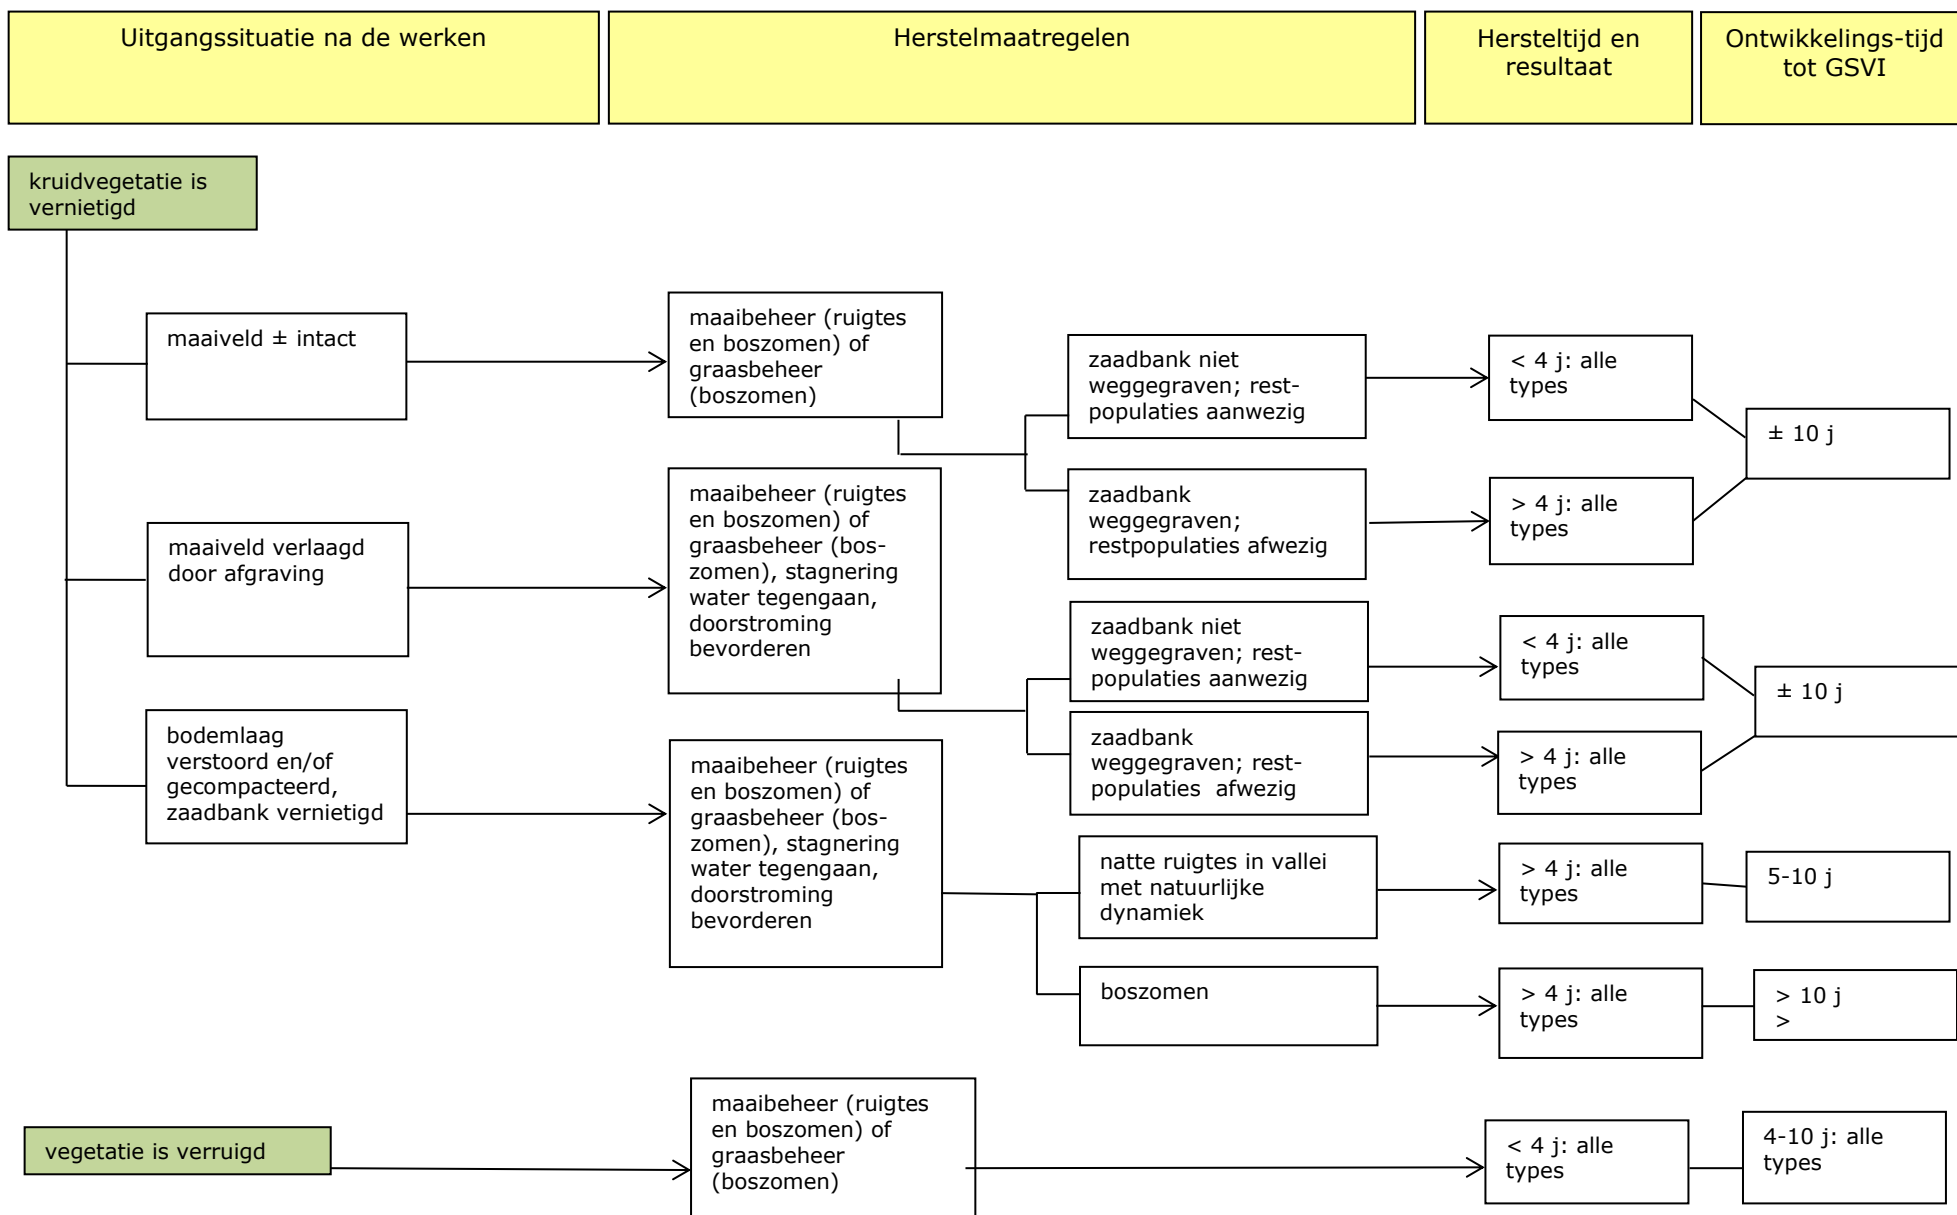 Uitgangssituatie na de werken
Herstelmaatregelen
Hersteltijd en
resultaat
Ontwikkelings-tijd
tot GSVI
kruidvegetatie is
vernietigd
maaiveld ± intact
maaibeheer (ruigtes
en boszomen) of
graasbeheer
(boszomen)
zaadbank niet
weggegraven; rest-
populaties aanwezig
< 4 j: alle
types
± 10 j
zaadbank
weggegraven;
restpopulaties afwezig
> 4 j: alle
types
maaiveld verlaagd
door afgraving
maaibeheer (ruigtes
en boszomen) of
graasbeheer (bos-
zomen), stagnering
water tegengaan,
doorstroming
bevorderen
zaadbank niet
weggegraven; rest-
populaties aanwezig
< 4 j: alle
types
± 10 j
zaadbank
weggegraven; rest-
populaties  afwezig
> 4 j: alle
types
bodemlaag
verstoord en/of
gecompacteerd,
zaadbank vernietigd
maaibeheer (ruigtes
en boszomen) of
graasbeheer (bos-
zomen), stagnering
water tegengaan,
doorstroming
bevorderen
natte ruigtes in vallei
met natuurlijke
dynamiek
> 4 j: alle
types
5-10 j
boszomen
> 4 j: alle
types
> 10 j
>
vegetatie is verruigd
maaibeheer (ruigtes
en boszomen) of
graasbeheer
(boszomen)
< 4 j: alle
types
4-10 j: alle
types